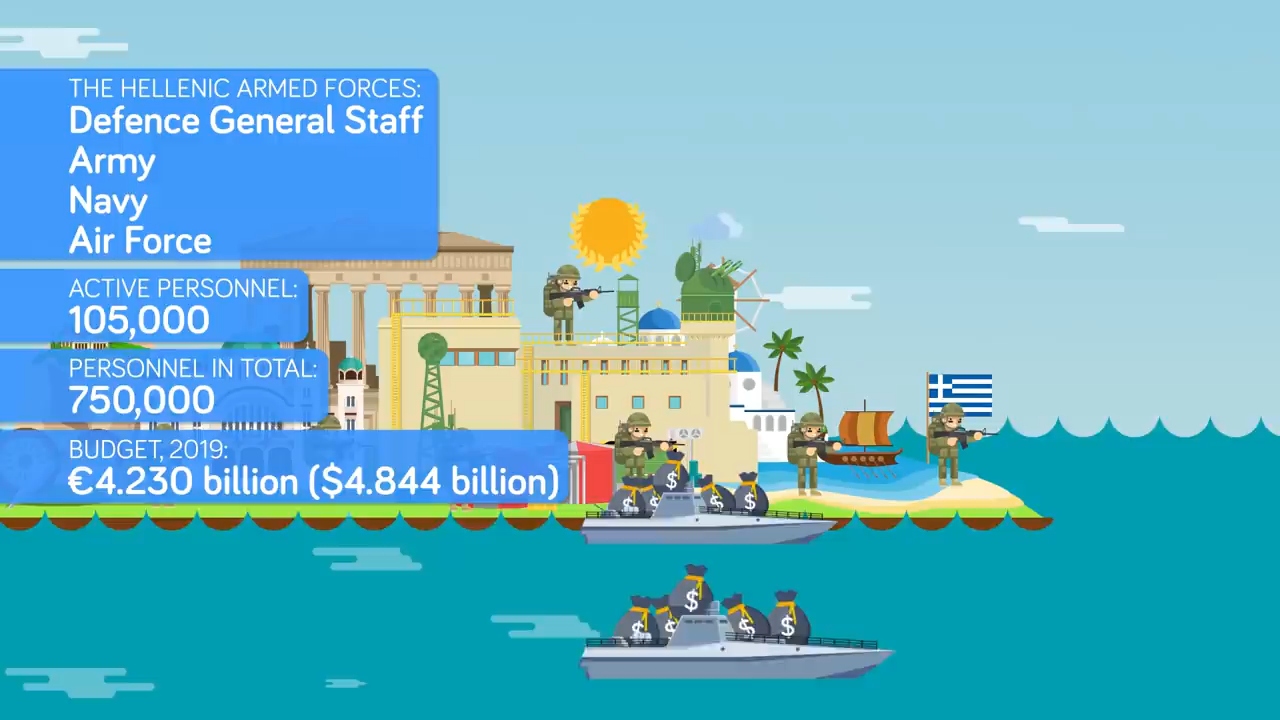 THE HELLENIC ARMED FORCES:
Defence General Staff
Army
Navy
Air Force
ACTIVE PERSONNEL:
105,000
PERSONNEL IN TOTAL:
750,000
BUDGET, 2019:
€4.230 billion ($4.844 billion)
$
$
$
$
$
$
$
$
$
$